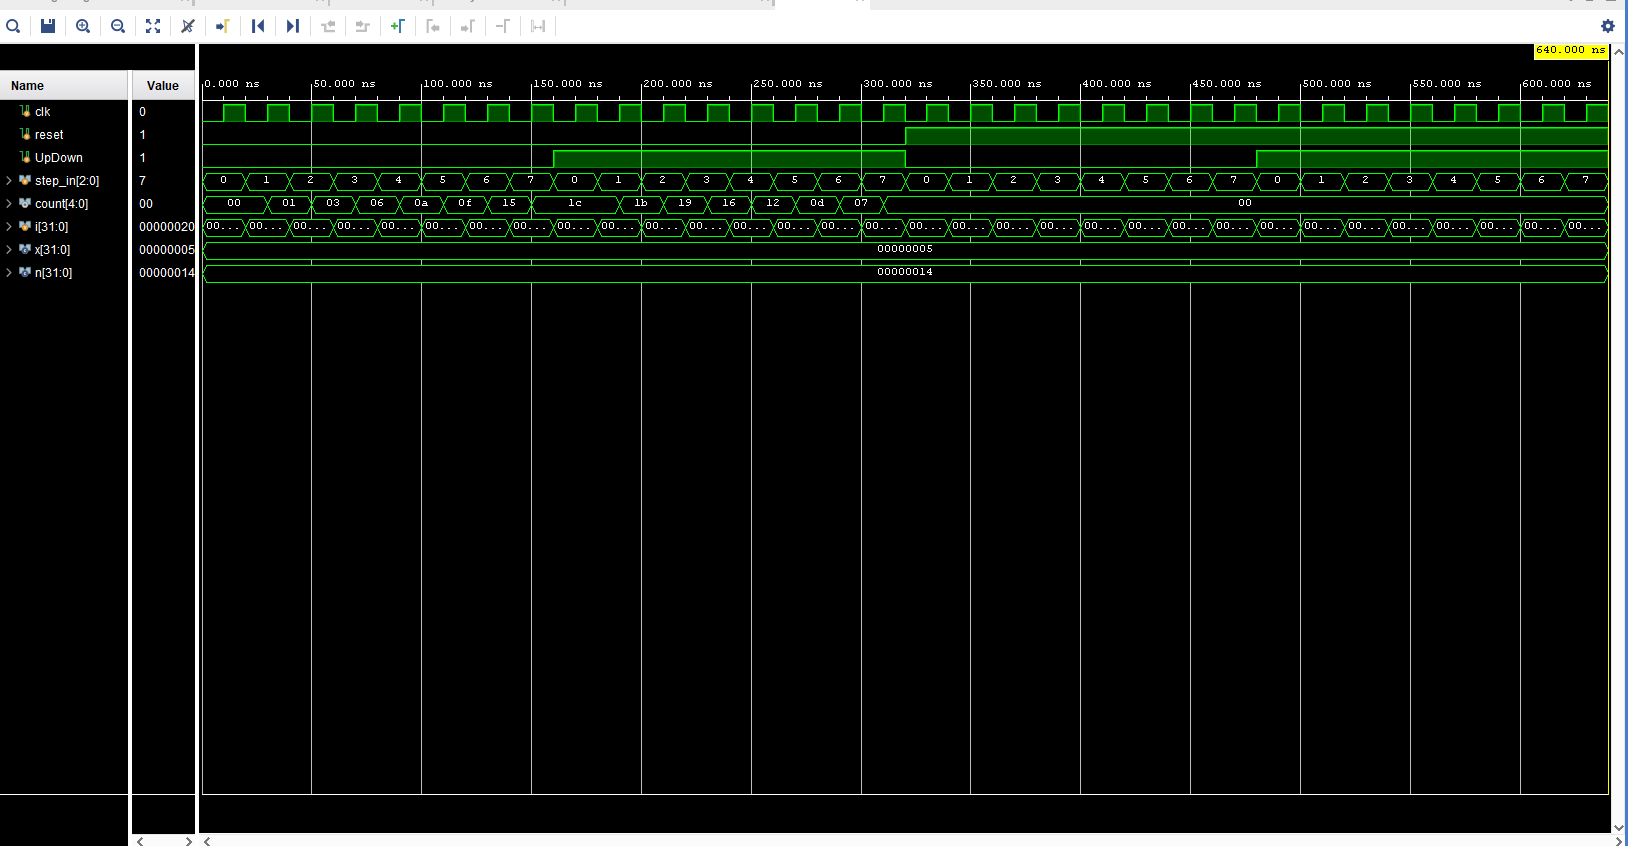 640.000 ns
Name Value 0.000 ns 50.000 ns 100.000 ns 150.000 ns 200.000 ns 250.000 ns 300.000 ns 350.000 ns 400.000 ns 450.000 ns 500.000 ns 550.000 ns 600.000 ns
clk 0
reset 1
UpDown 1
step_in[2:0] 7 0 1 2 3 4 5 6 7 0 1 2 3 4 5 6 7 0 1 2 3 4 5 6 7 0 1 2 3 4 5 6 7
count[4:0] 00 00 01 03 06 0a 0f 15 1c 1b 19 16 12 0d 07 00
i[31:0] 00000020 00... 00... 00... 00... 00... 00... 00... 00... 00... 00... 00... 00... 00... 00... 00... 00... 00... 00... 00... 00... 00... 00... 00... 00... 00... 00... 00... 00... 00... 00... 00... 00...
x[31:0] 00000005 00000005
n[31:0] 00000014 00000014